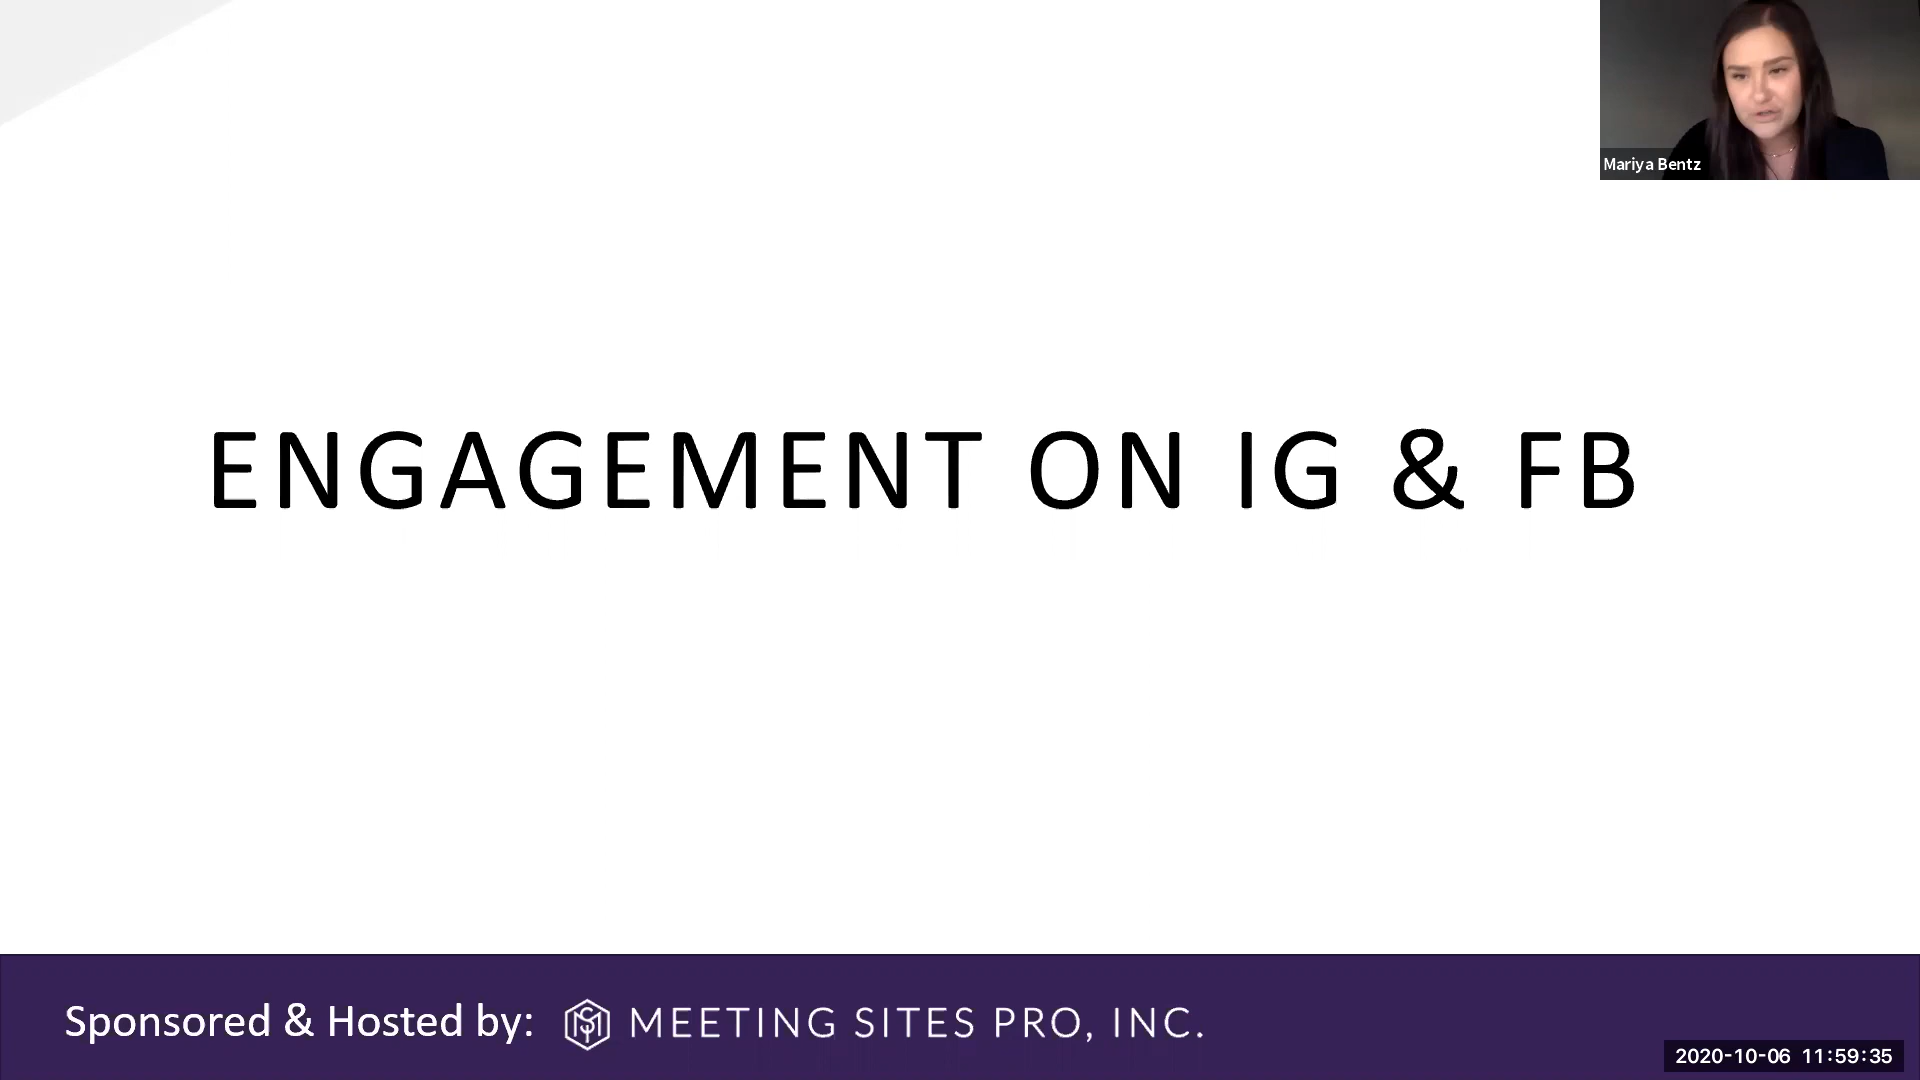 Mariya Bentz
ENGAGEMENT ON IG & FB
Sponsored & Hosted by: MEETING SITES PRO, INC.
2020-10-06 11:59:35